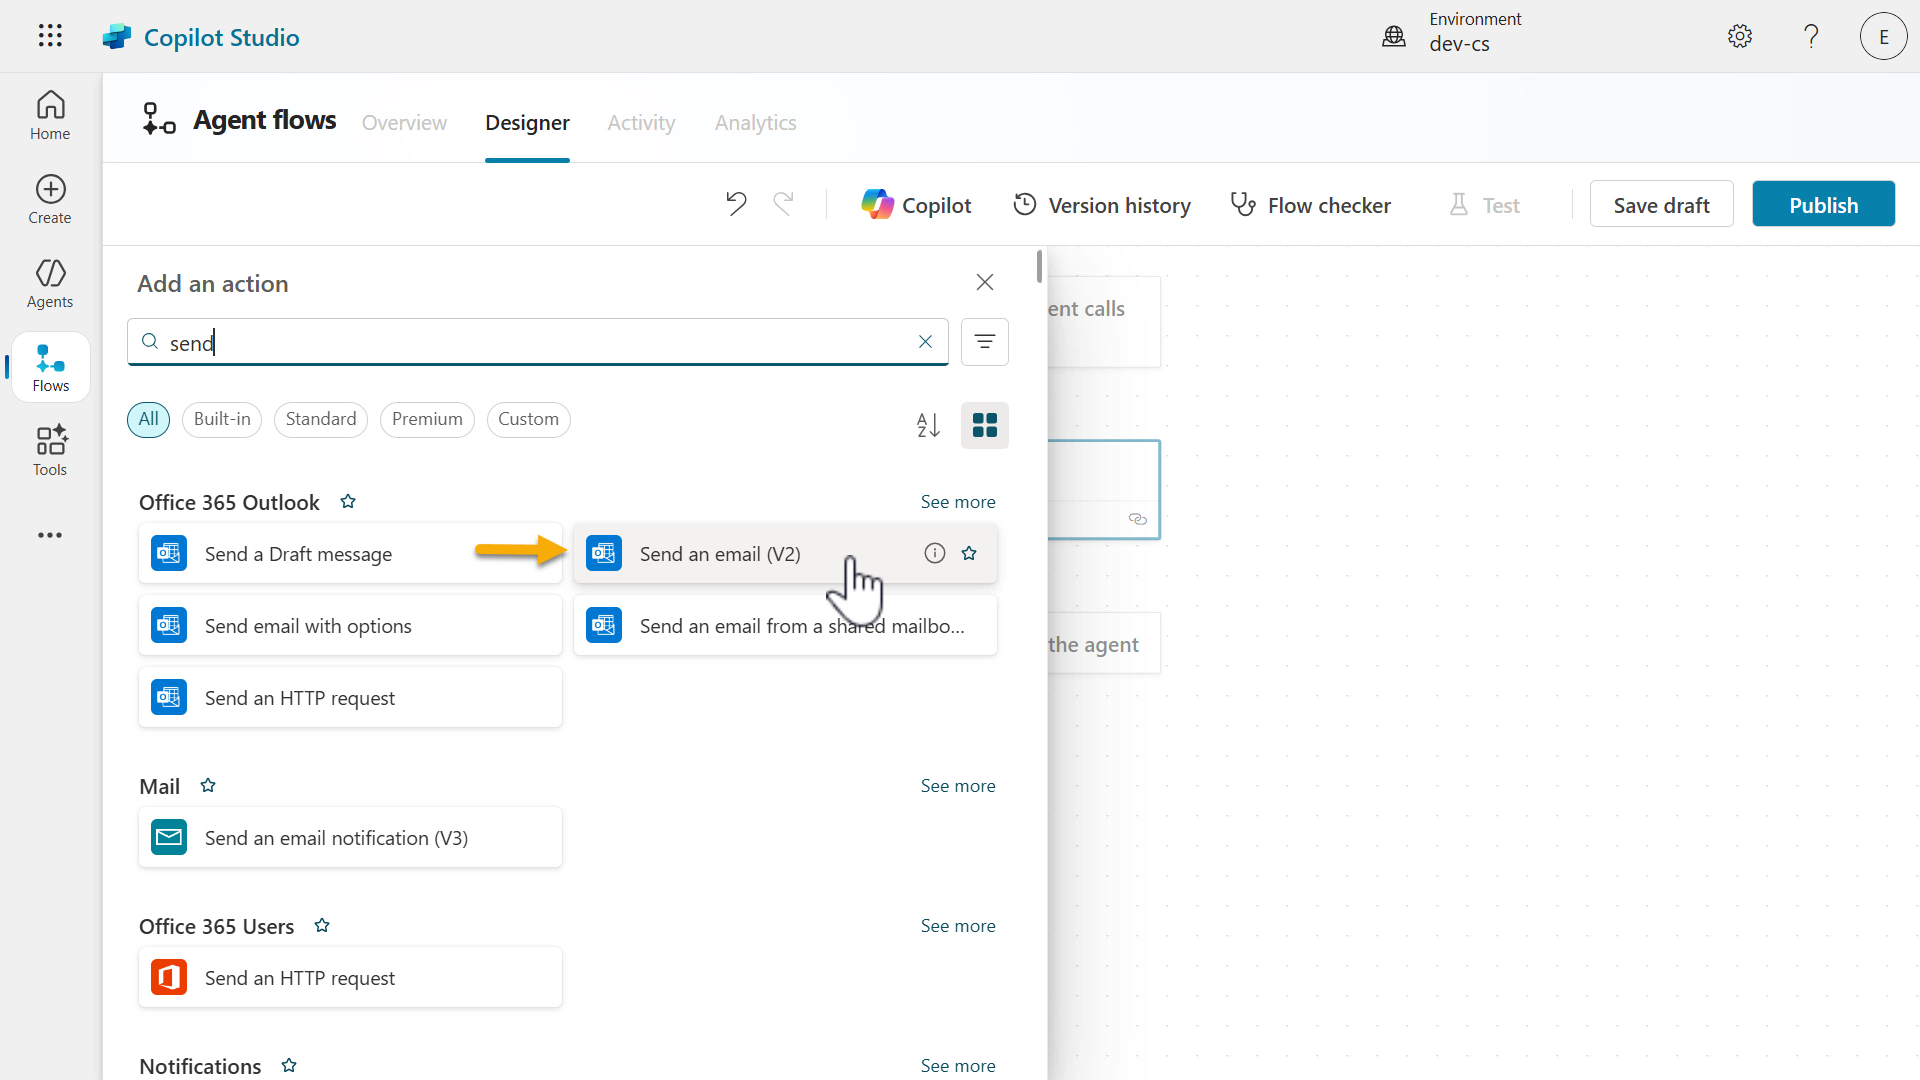 Copilot Studio
Environment
dev-cs
E
Home
Create
Agents
Flows
Tools
Agent flows
Overview
Designer
Activity
Analytics
Copilot
Version history
Flow checker
Test
Save draft
Publish
Add an action
send
All
Built-in
Standard
Premium
Custom
Office 365 Outlook
See more
Send a Draft message
Send an email (V2)
Send email with options
Send an email from a shared mailbo...
Send an HTTP request
Mail
See more
Send an email notification (V3)
Office 365 Users
See more
Send an HTTP request
Notifications
See more
ent calls
the agent